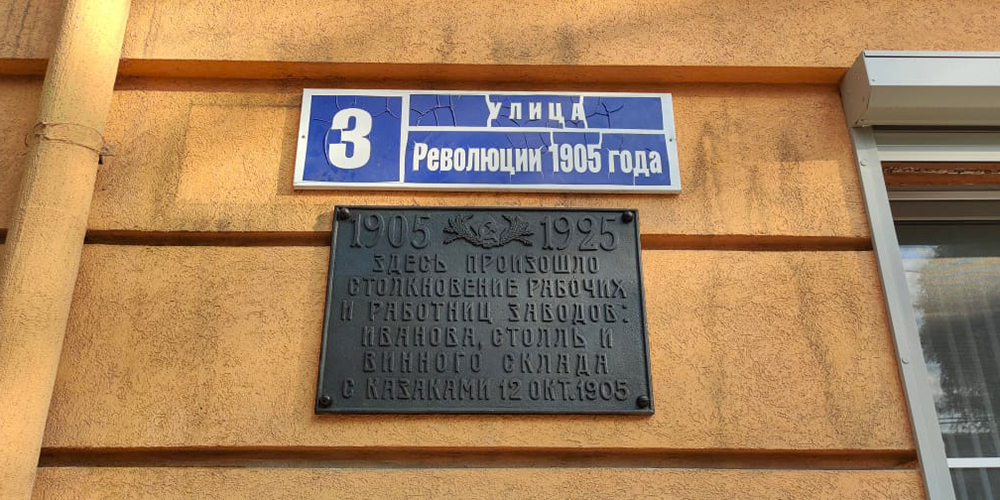 3
УЛИЦА
Революции 1905 года
1905 1925
ЗДЕСЬ ПРОИЗОШЛО
СТОЛКНОВЕНИЕ РАБОЧИХ
И РАБОТНИЦ ЗАВОДОВ:
ИВАНОВА, СТОЛЛЬ И
ВИННОГО СКЛАДА
С КАЗАКАМИ 12 ОКТ. 1905